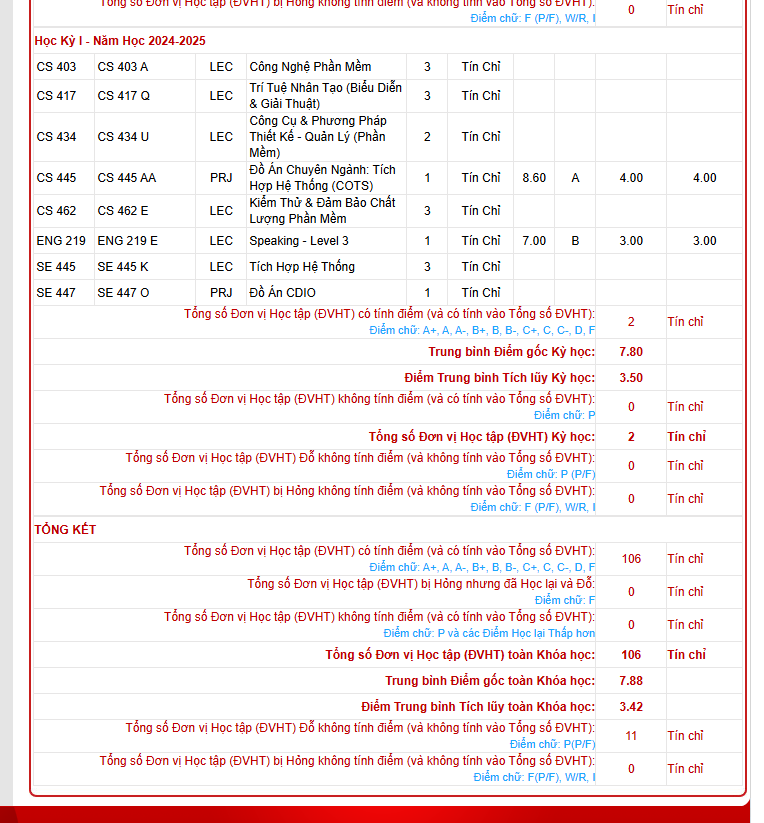 Tổng số Đơn vị Học tập (ĐVHT) bị Hỏng không tính điểm (và không tính vào Tổng số ĐVHT):
Điểm chữ: F (P/F), W/R, I
0 Tín chỉ
Học Kỳ I - Năm Học 2024-2025
CS 403 CS 403 A LEC Công Nghệ Phần Mềm 3 Tín Chỉ
CS 417 CS 417 Q LEC Trí Tuệ Nhân Tạo (Biểu Diễn
& Giải Thuật) 3 Tín Chỉ
CS 434 CS 434 U LEC Công Cụ & Phương Pháp
Thiết Kế - Quản Lý (Phần
Mềm) 2 Tín Chỉ
CS 445 CS 445 AA PRJ Đồ Án Chuyên Ngành: Tích
Hợp Hệ Thống (COTS) 1 Tín Chỉ 8.60 A 4.00 4.00
CS 462 CS 462 E LEC Kiểm Thử & Đảm Bảo Chất
Lượng Phần Mềm 3 Tín Chỉ
ENG 219 ENG 219 E LEC Speaking - Level 3 1 Tín Chỉ 7.00 B 3.00 3.00
SE 445 SE 445 K LEC Tích Hợp Hệ Thống 3 Tín Chỉ
SE 447 SE 447 O PRJ Đồ Án CDIO 1 Tín Chỉ
Tổng số Đơn vị Học tập (ĐVHT) có tính điểm (và có tính vào Tổng số ĐVHT):
Điểm chữ: A+, A, A-, B+, B, B-, C+, C, C-, D, F
2 Tín chỉ
Trung bình Điểm gốc Kỳ học: 7.80
Điểm Trung bình Tích lũy Kỳ học: 3.50
Tổng số Đơn vị Học tập (ĐVHT) không tính điểm (và có tính vào Tổng số ĐVHT):
Điểm chữ: P
0 Tín chỉ
Tổng số Đơn vị Học tập (ĐVHT) Kỳ học: 2 Tín chỉ
Tổng số Đơn vị Học tập (ĐVHT) Đỗ không tính điểm (và không tính vào Tổng số ĐVHT):
Điểm chữ: P (P/F)
0 Tín chỉ
Tổng số Đơn vị Học tập (ĐVHT) bị Hỏng không tính điểm (và không tính vào Tổng số ĐVHT):
Điểm chữ: F (P/F), W/R, I
0 Tín chỉ
TỔNG KẾT
Tổng số Đơn vị Học tập (ĐVHT) có tính điểm (và có tính vào Tổng số ĐVHT):
Điểm chữ: A+, A, A-, B+, B, B-, C+, C, C-, D, F
106 Tín chỉ
Tổng số Đơn vị Học tập (ĐVHT) bị Hỏng nhưng đã Học lại và Đỗ:
Điểm chữ: F
0 Tín chỉ
Tổng số Đơn vị Học tập (ĐVHT) không tính điểm (và có tính vào Tổng số ĐVHT):
Điểm chữ: P và các Điểm Học lại Thấp hơn
0 Tín chỉ
Tổng số Đơn vị Học tập (ĐVHT) toàn Khóa học: 106 Tín chỉ
Trung bình Điểm gốc toàn Khóa học: 7.88
Điểm Trung bình Tích lũy toàn Khóa học: 3.42
Tổng số Đơn vị Học tập (ĐVHT) Đỗ không tính điểm (và không tính vào Tổng số ĐVHT):
Điểm chữ: P(P/F)
11 Tín chỉ
Tổng số Đơn vị Học tập (ĐVHT) bị Hỏng không tính điểm (và không tính vào Tổng số ĐVHT):
Điểm chữ: F(P/F), W/R, I
0 Tín chỉ